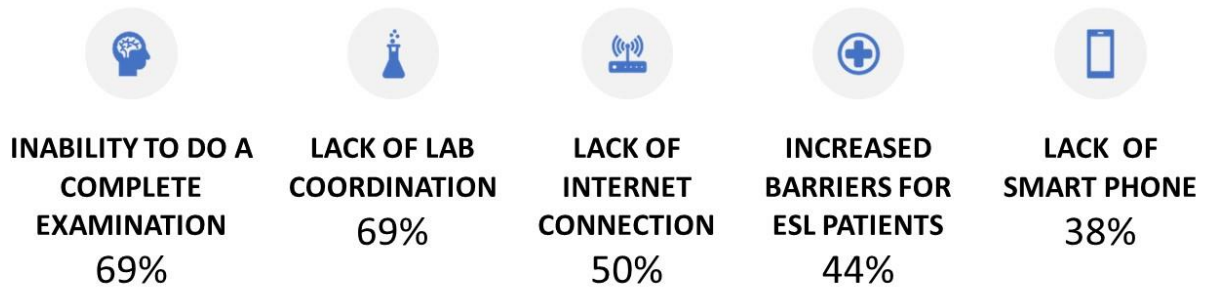 INABILITY TO DO A
COMPLETE
EXAMINATION
69%
LACK OF LAB
COORDINATION
69%
LACK OF
INTERNET
CONNECTION
50%
INCREASED
BARRIERS FOR
ESL PATIENTS
44%
LACK OF
SMART PHONE
38%